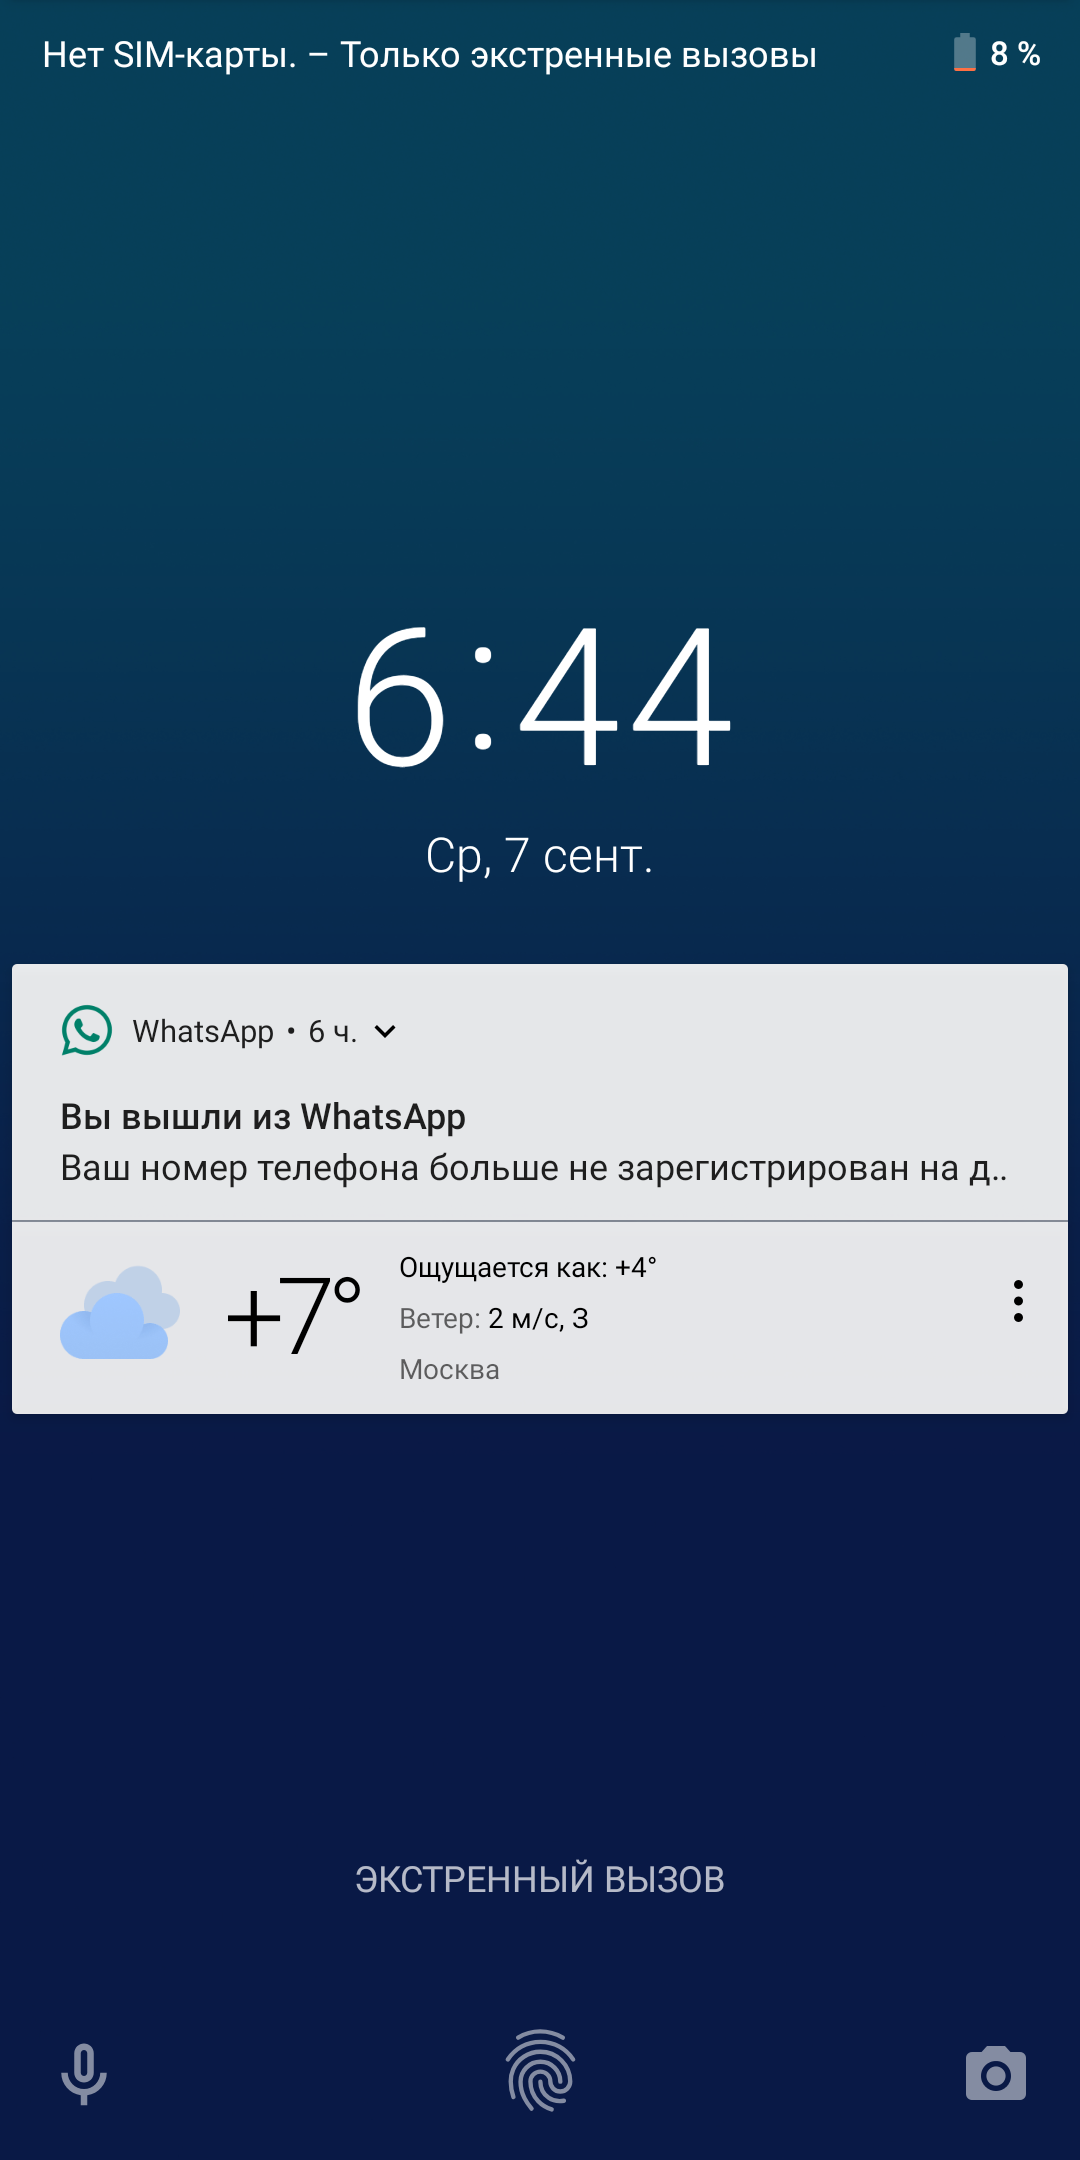 Нет SIM-карты. – Только экстренные вызовы 8 %
6:44
Ср, 7 сент.
WhatsApp • 6 ч.
Вы вышли из WhatsApp
Ваш номер телефона больше не зарегистрирован на д..
+7°
Ощущается как: +4°
Ветер: 2 м/с, З
Москва
ЭКСТРЕННЫЙ ВЫЗОВ